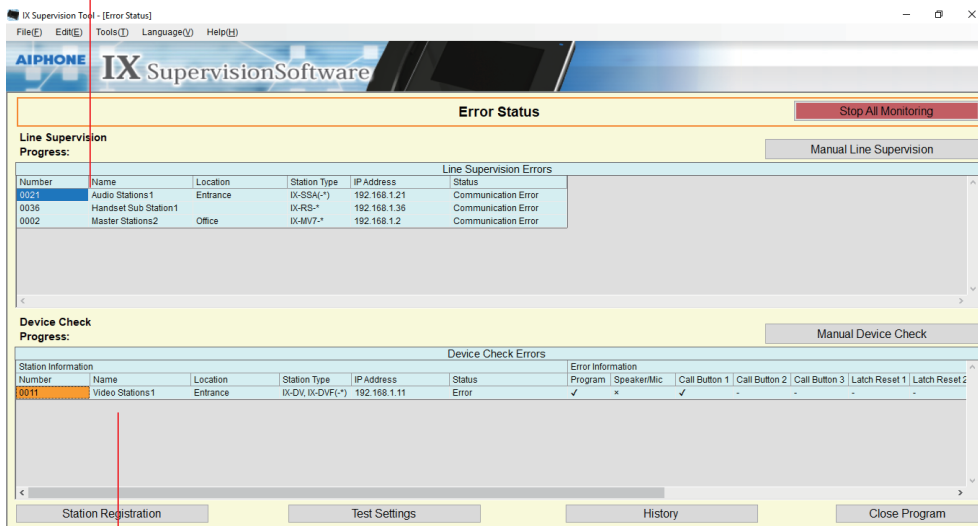 IX Supervision Tool - [Error Status]
File(F) Edit(E) Tools(T) Language(V) Help(H)
AIPHONE IX SupervisionSoftware
Error Status Stop All Monitoring
Line Supervision
Progress: Manual Line Supervision
Line Supervision Errors
Number Name Location Station Type IP Address Status
0021 Audio Stations1 Entrance IX-SSA(-*) 192.168.1.21 Communication Error
0036 Handset Sub Station1 IX-RS-* 192.168.1.36 Communication Error
0002 Master Stations2 Office IX-MV7-* 192.168.1.2 Communication Error
Device Check
Progress: Manual Device Check
Device Check Errors
Station Information Error Information
Number Name Location Station Type IP Address Status Program Speaker/Mic Call Button 1 Call Button 2 Call Button 3 Latch Reset 1 Latch Reset 2
0011 Video Stations1 Entrance IX-DV, IX-DVF(-*) 192.168.1.11 Error ✓ × ✓ - - - -
Station Registration Test Settings History Close Program